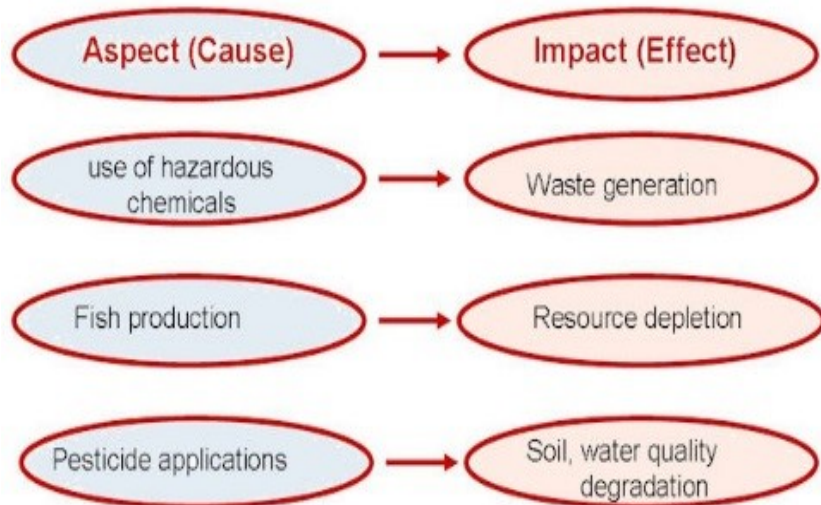 Aspect (Cause)
Impact (Effect)
use of hazardous
chemicals
Waste generation
Fish production
Resource depletion
Pesticide applications
Soil, water quality
degradation